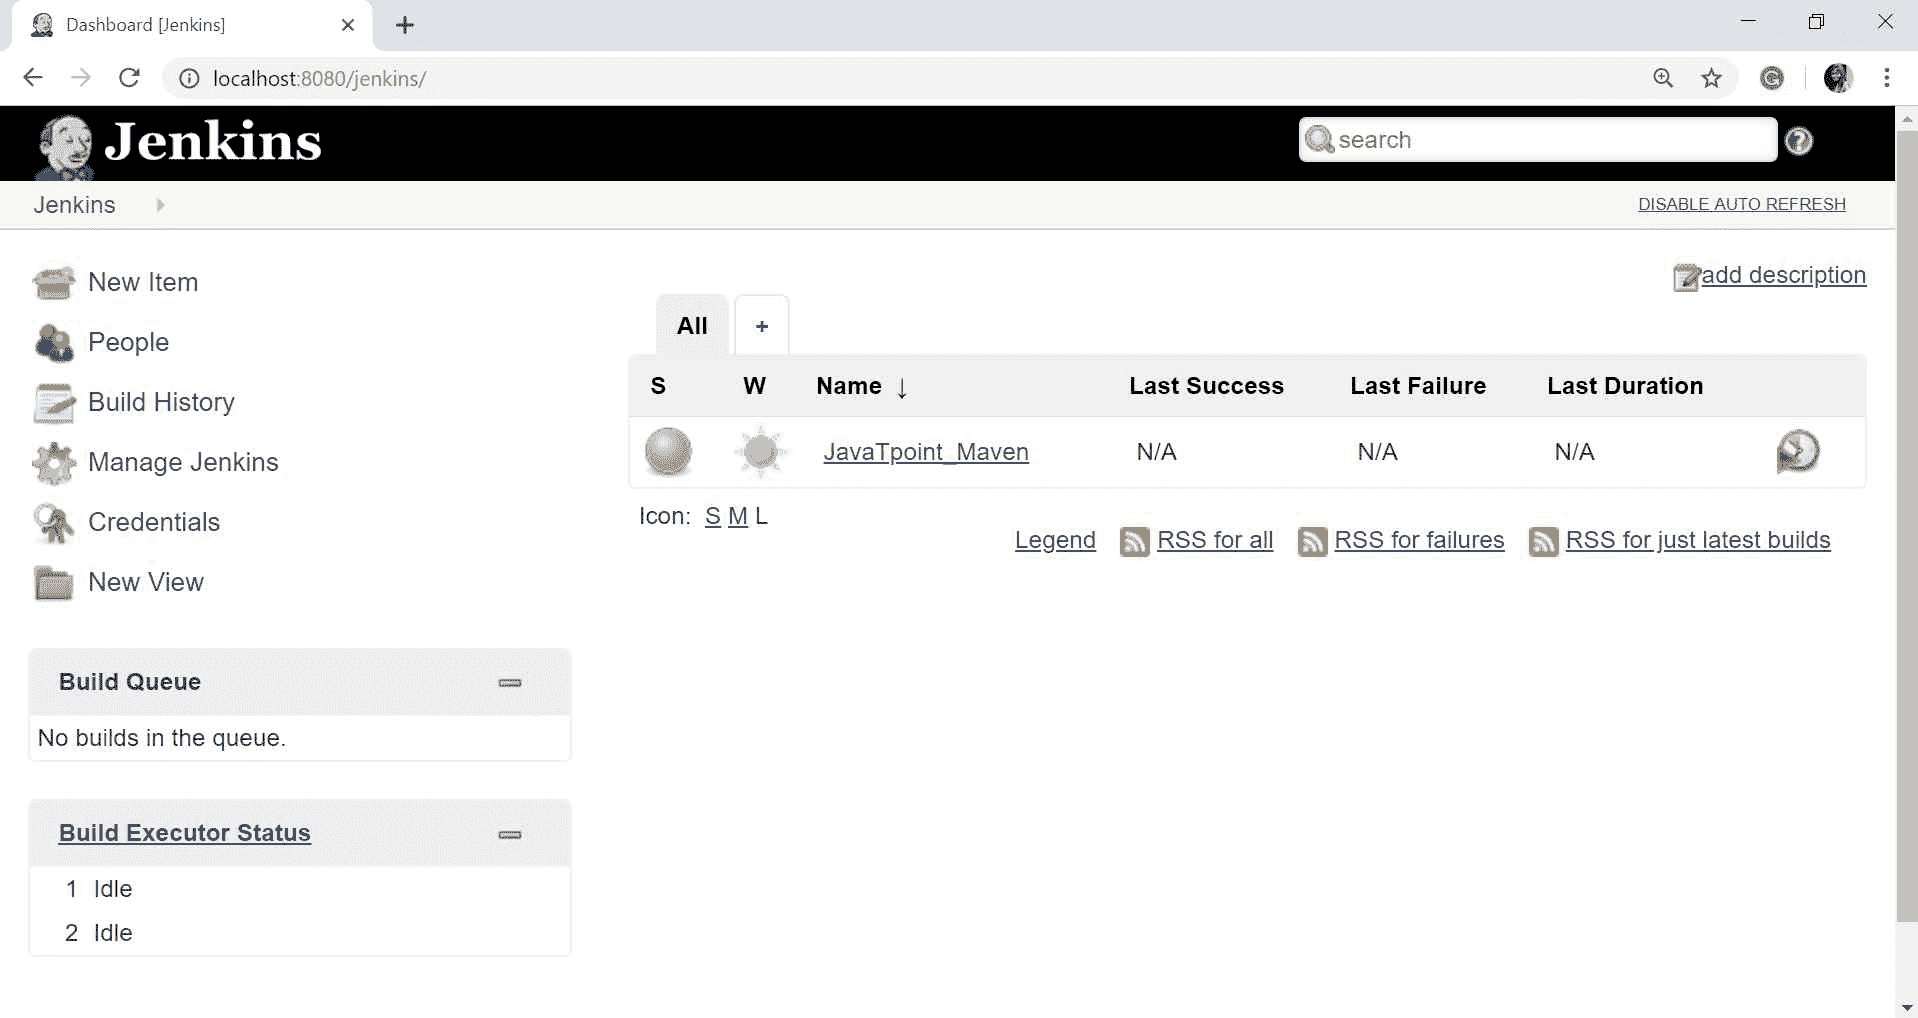 Dashboard [Jenkins]
localhost:8080/jenkins/
Jenkins
search
Jenkins
DISABLE AUTO REFRESH
New Item
People
Build History
Manage Jenkins
Credentials
New View
add description
All +
S W Name ↓ Last Success Last Failure Last Duration
JavaTpoint_Maven N/A N/A N/A
Icon: S M L
Legend RSS for all RSS for failures RSS for just latest builds
Build Queue
No builds in the queue.
Build Executor Status
1 Idle
2 Idle